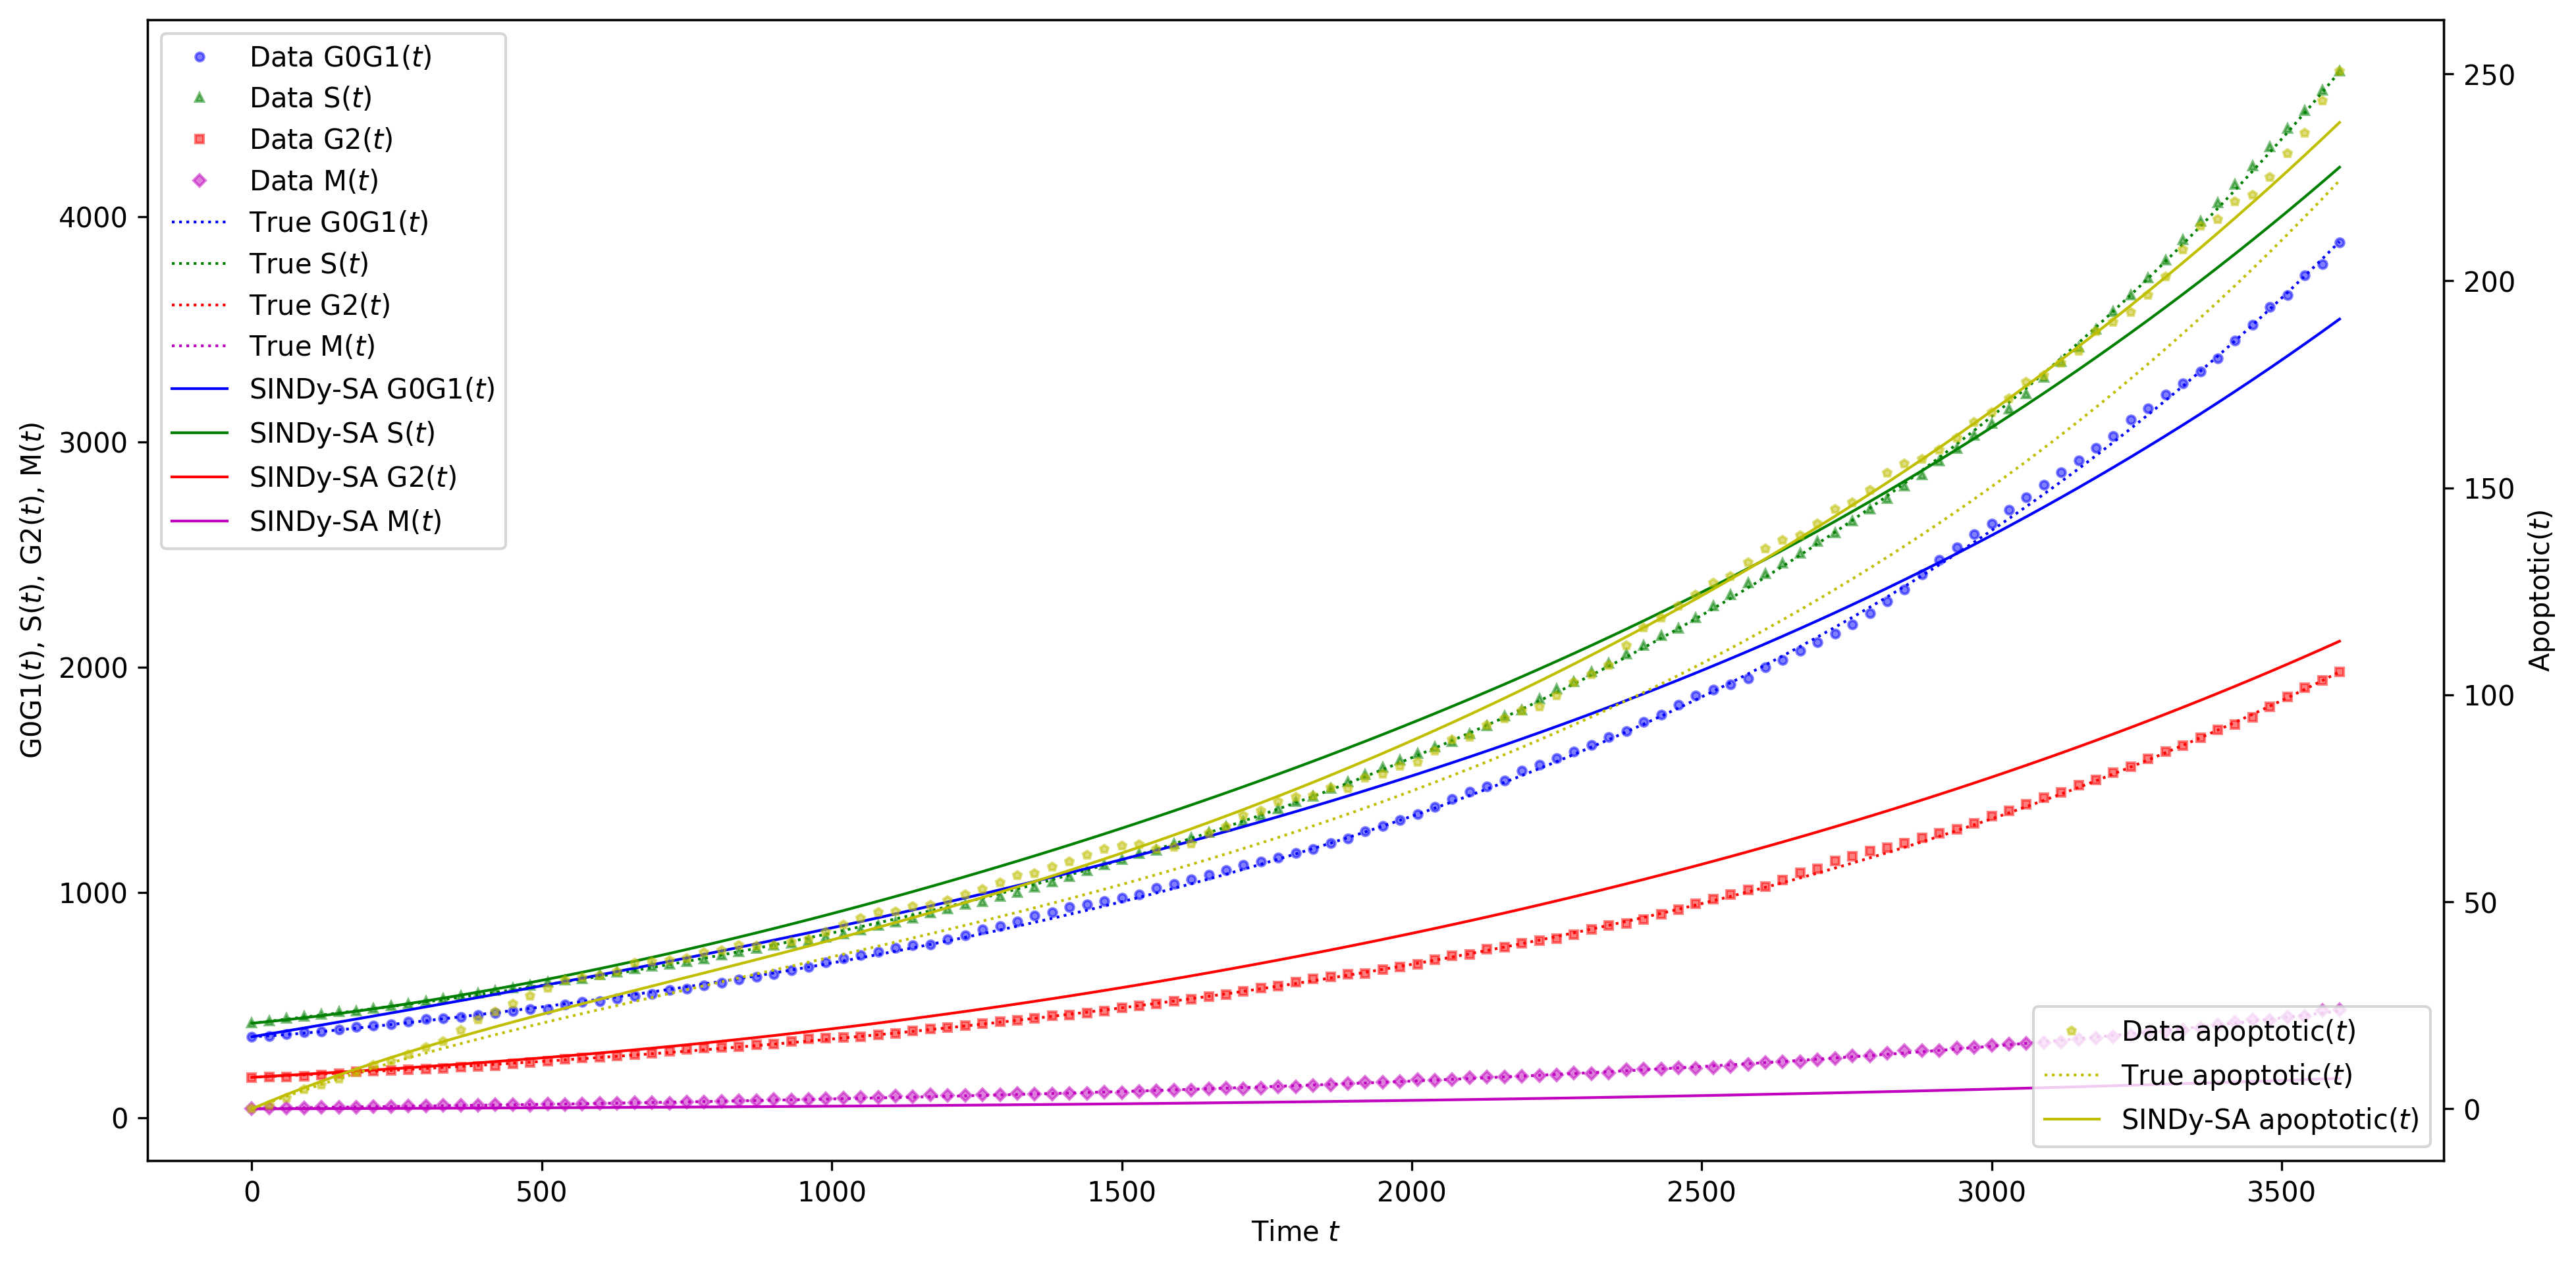 Data G0G1(t)
Data S(t)
Data G2(t)
Data M(t)
True G0G1(t)
True S(t)
True G2(t)
True M(t)
SINDy-SA G0G1(t)
SINDy-SA S(t)
SINDy-SA G2(t)
SINDy-SA M(t)
G0G1(t), S(t), G2(t), M(t)
4000
3000
2000
1000
0
250
200
150
100
50
0
Apoptotic(t)
Data apoptotic(t)
True apoptotic(t)
SINDy-SA apoptotic(t)
0 500 1000 1500 2000 2500 3000 3500
Time t